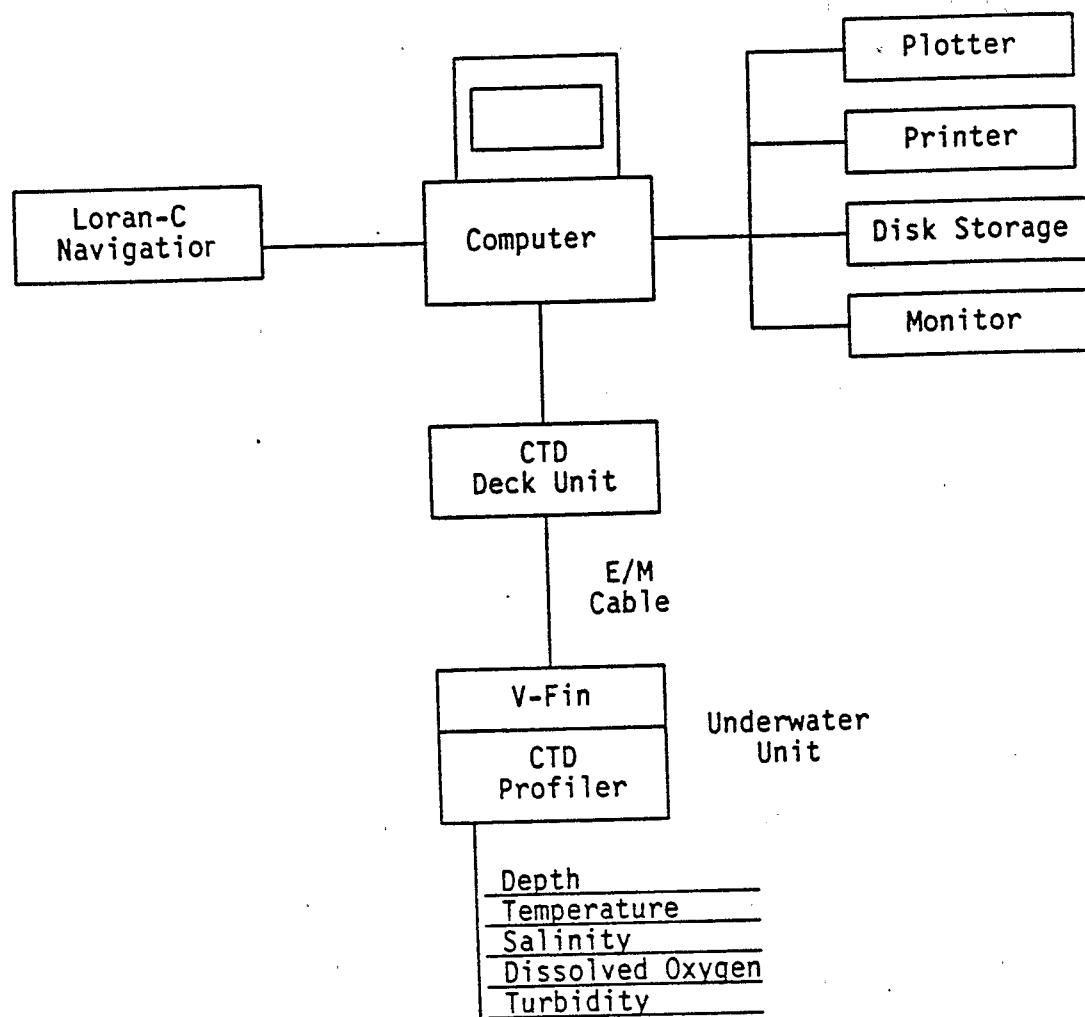 Plotter
Printer
Loran-C
Navigation
Computer
Disk Storage
Monitor
CTD
Deck Unit
E/M
Cable
V-Fin
Underwater
Unit
CTD
Profiler
Depth
Temperature
Salinity
Dissolved Oxygen
Turbidity